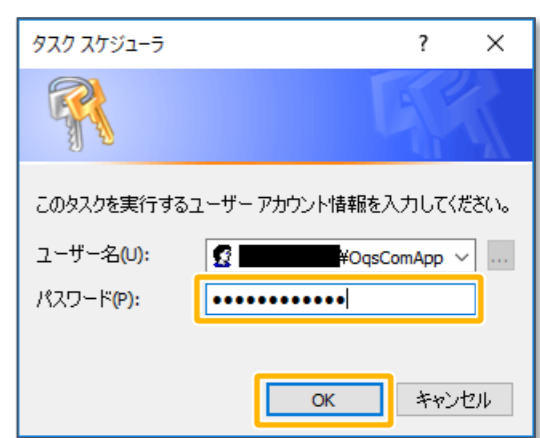 タスク スケジューラ
このタスクを実行するユーザー アカウント情報を入力してください。
ユーザー名(U): ¥OqsComApp ...
パスワード(P): ●●●●●●●●●●●●
OK キャンセル